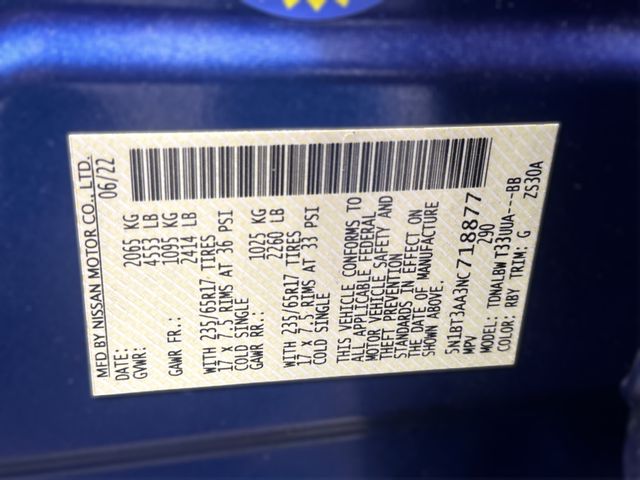 MFD BY NISSAN MOTOR CO., LTD.
DATE: 06/22
GVWR: 2065 KG
4553 LB
GAWR FR.: 1095 KG
2414 LB
WITH 235/65R17 TIRES
17 X 7.5 RIMS AT 36 PSI
COLD SINGLE
GAWR RR.: 1025 KG
2260 LB
WITH 235/65R17 TIRES
17 X 7.5 RIMS AT 33 PSI
COLD SINGLE
THIS VEHICLE CONFORMS TO
ALL APPLICABLE FEDERAL
MOTOR VEHICLE SAFETY AND
THEFT PREVENTION
STANDARDS IN EFFECT ON
THE DATE OF MANUFACTURE
SHOWN ABOVE.
5N1BT3AA3NC718877
MPV 290
MODEL: TDNALBW T33UUA---BB
COLOR: RBY TRIM: G ZS30A